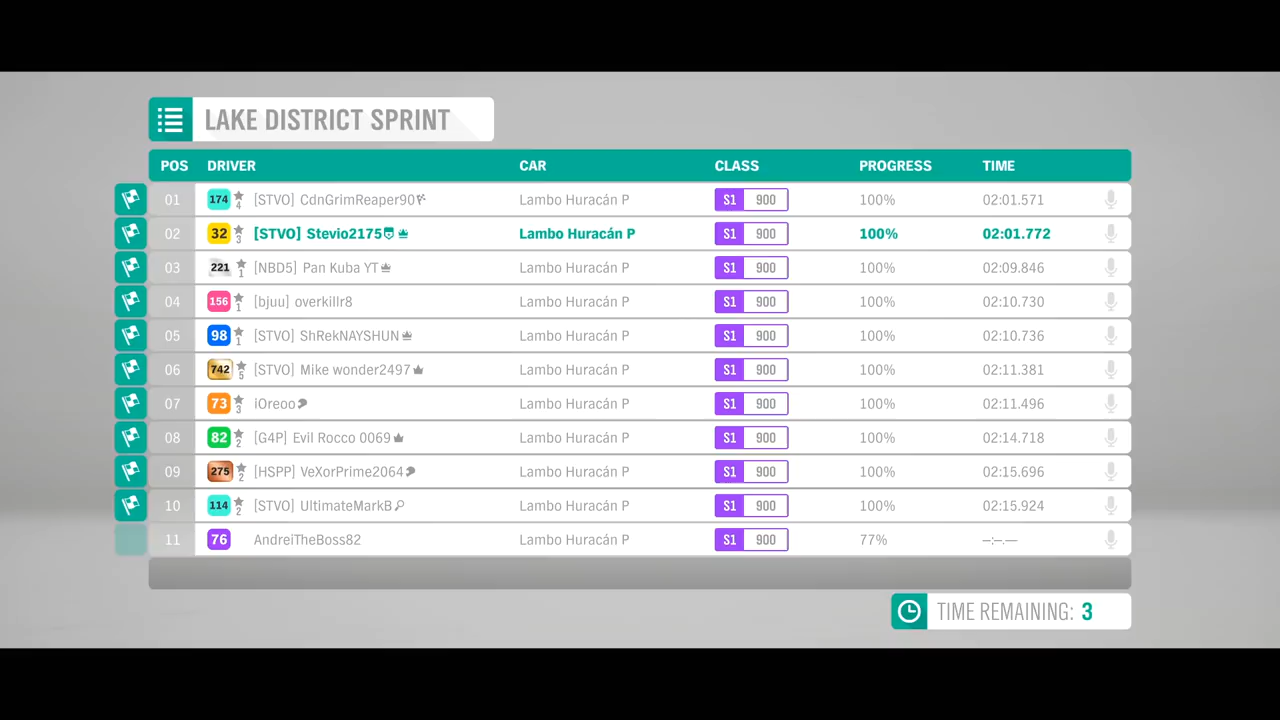 LAKE DISTRICT SPRINT
POS DRIVER CAR CLASS PROGRESS TIME
01 174 4 [STVO] CdnGrimReaper90 Lambo Huracán P S1 900 100% 02:01.571
02 32 3 [STVO] Stevio2175 Lambo Huracán P S1 900 100% 02:01.772
03 221 1 [NBD5] Pan Kuba YT Lambo Huracán P S1 900 100% 02:09.846
04 156 1 [bjuu] overkillr8 Lambo Huracán P S1 900 100% 02:10.730
05 98 1 [STVO] ShRekNAYSHUN Lambo Huracán P S1 900 100% 02:10.736
06 742 5 [STVO] Mike wonder2497 Lambo Huracán P S1 900 100% 02:11.381
07 73 3 iOreoo Lambo Huracán P S1 900 100% 02:11.496
08 82 2 [G4P] Evil Rocco 0069 Lambo Huracán P S1 900 100% 02:14.718
09 275 2 [HSPP] VeXorPrime2064 Lambo Huracán P S1 900 100% 02:15.696
10 114 2 [STVO] UltimateMarkB Lambo Huracán P S1 900 100% 02:15.924
11 76 AndreiTheBoss82 Lambo Huracán P S1 900 77% –:–.––
TIME REMAINING: 3